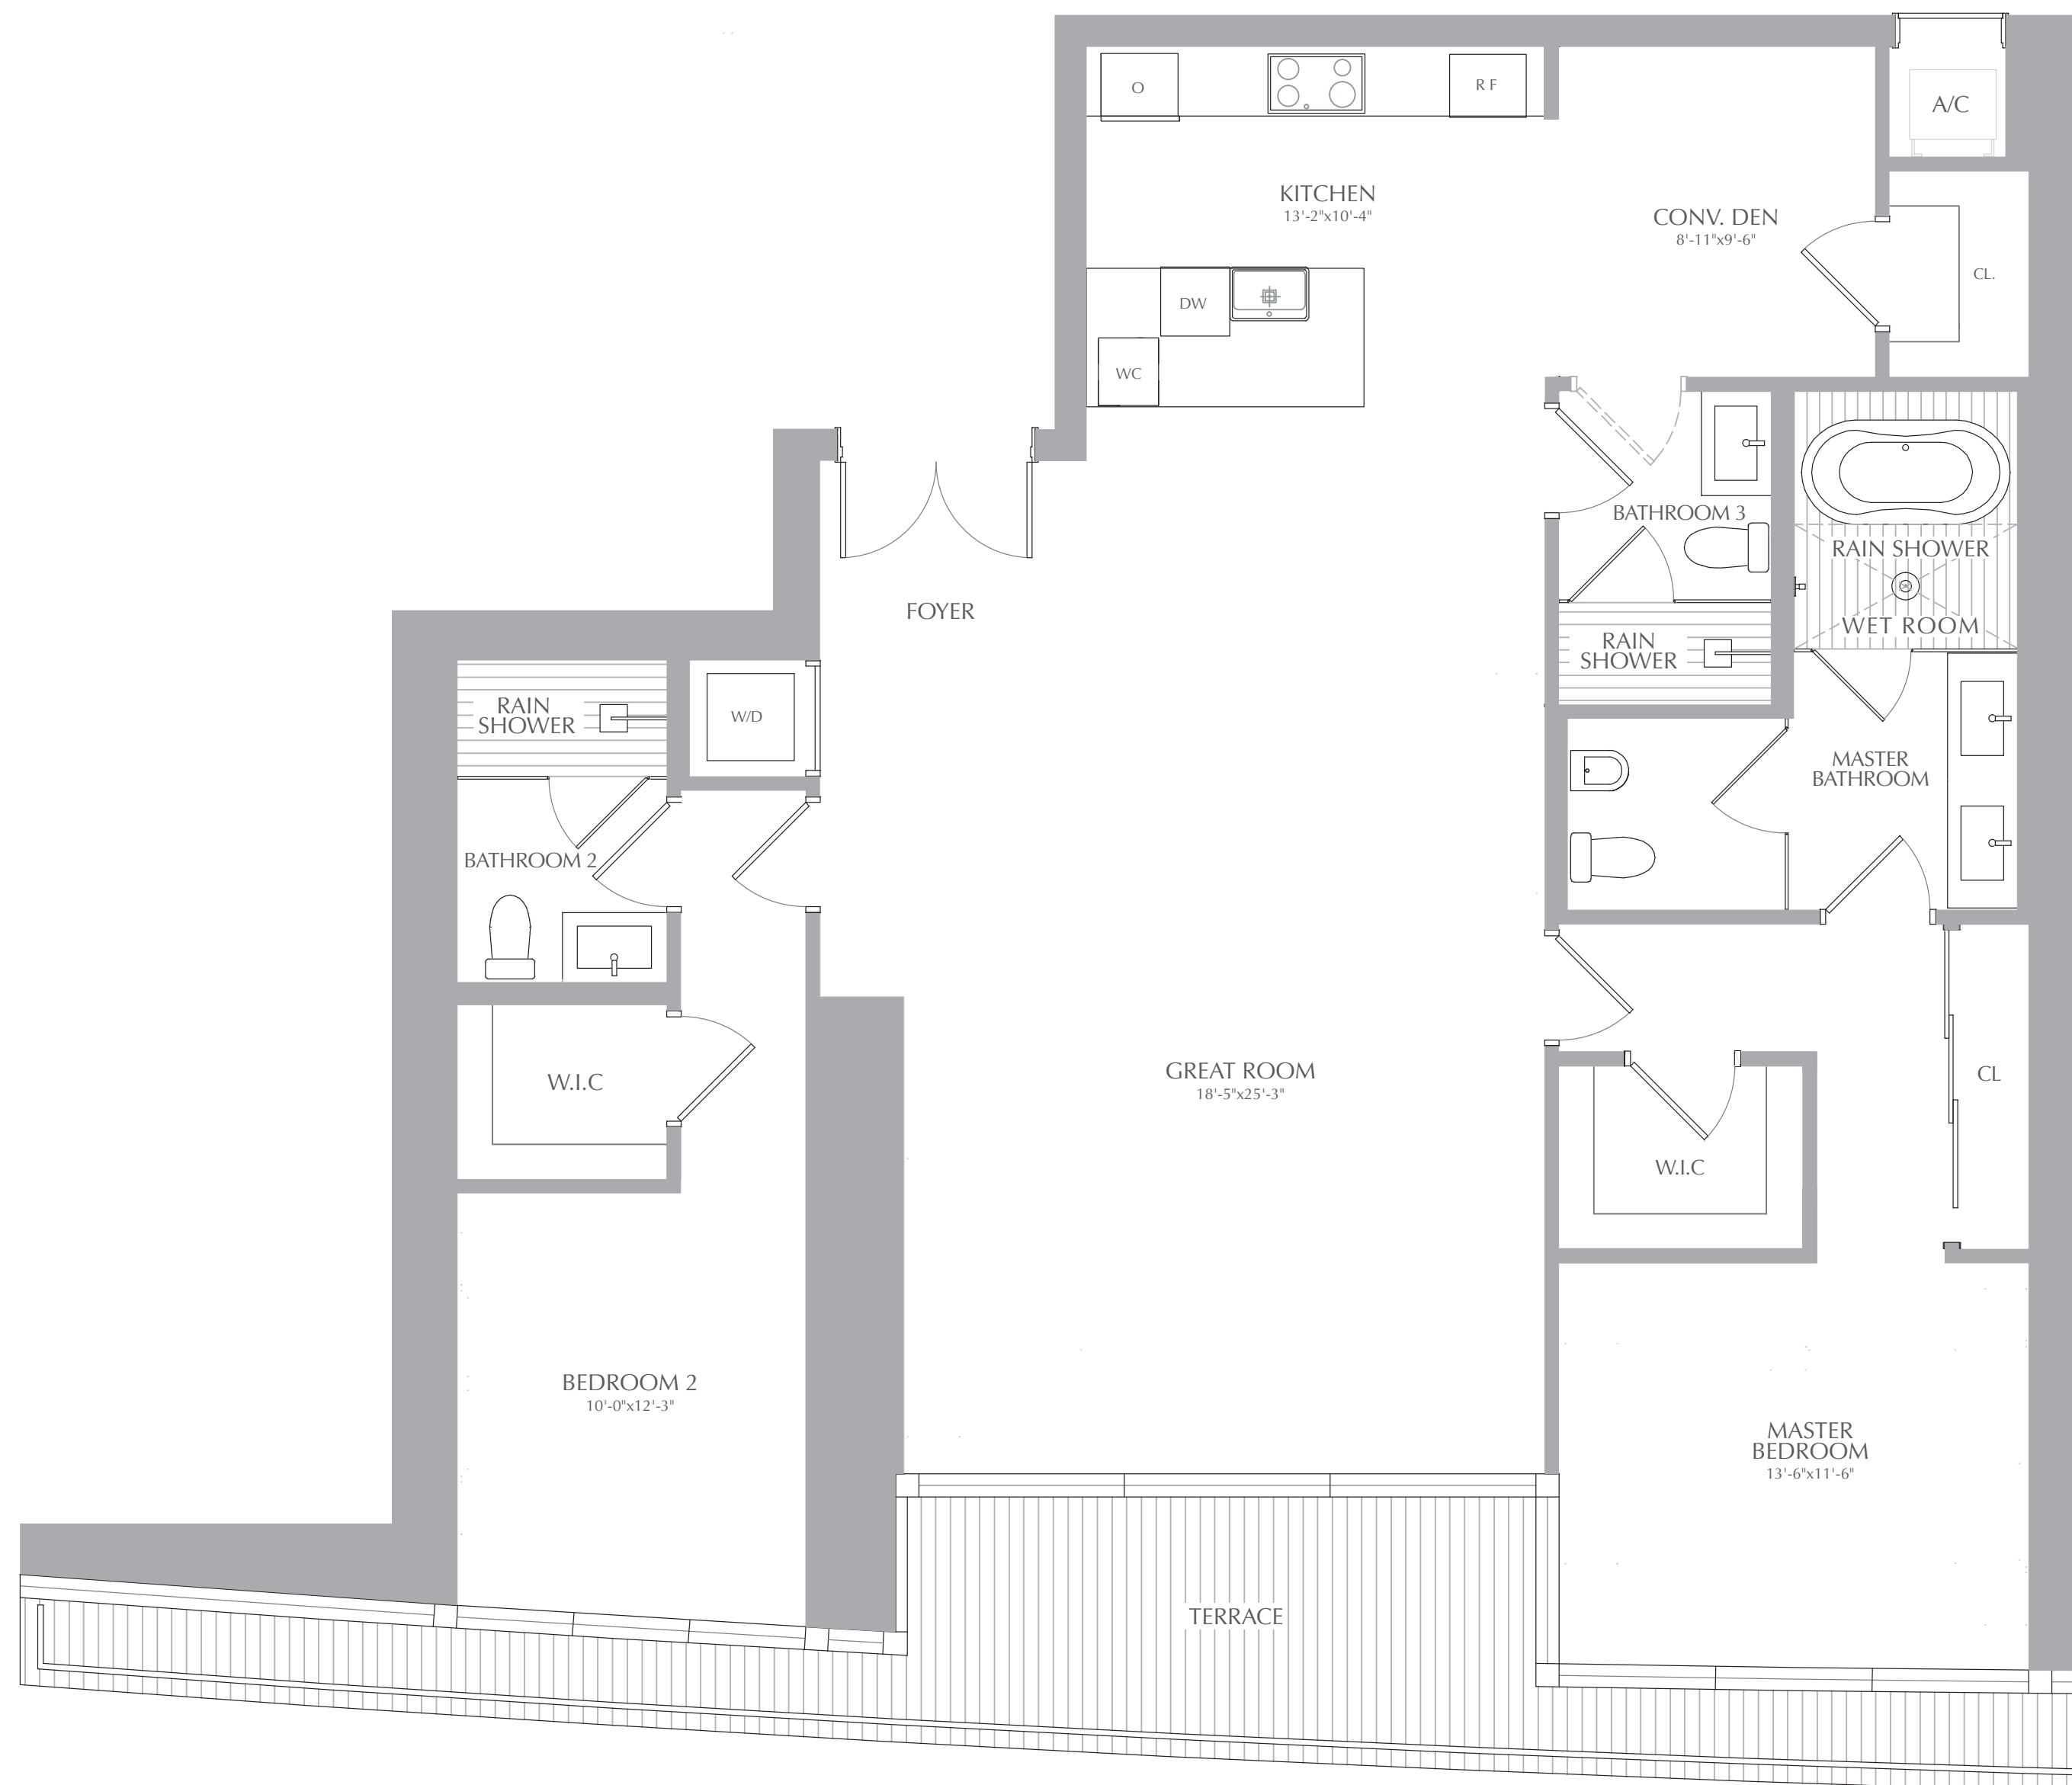 O
R F
A/C
KITCHEN
13'-2"x10'-4"
CONV. DEN
8'-11"x9'-6"
CL.
DW
WC
BATHROOM 3
RAIN SHOWER
WET ROOM
FOYER
RAIN
SHOWER
RAIN
SHOWER
W/D
MASTER
BATHROOM
BATHROOM 2
W.I.C
GREAT ROOM
18'-5"x25'-3"
CL
W.I.C
BEDROOM 2
10'-0"x12'-3"
MASTER
BEDROOM
13'-6"x11'-6"
TERRACE